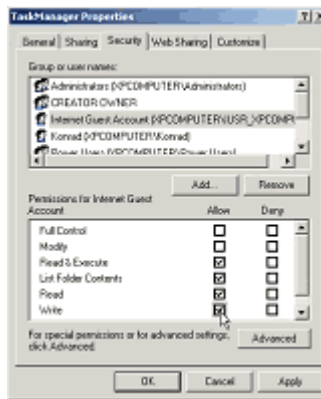 TaskManager Properties
General Sharing Security Web Sharing Customize
Group or user names:
Administrators (XPCOMPUTER\Administrators)
CREATOR OWNER
Internet Guest Account (XPCOMPUTER\IUSR_XPCOMPU
Konrad (XPCOMPUTER\Konrad)
Power Users (XPCOMPUTER\Power Users)
Add... Remove
Permissions for Internet Guest
Account Allow Deny
Full Control
Modify
Read & Execute
List Folder Contents
Read
Write
For special permissions or for advanced settings,
click Advanced.
Advanced
OK Cancel Apply